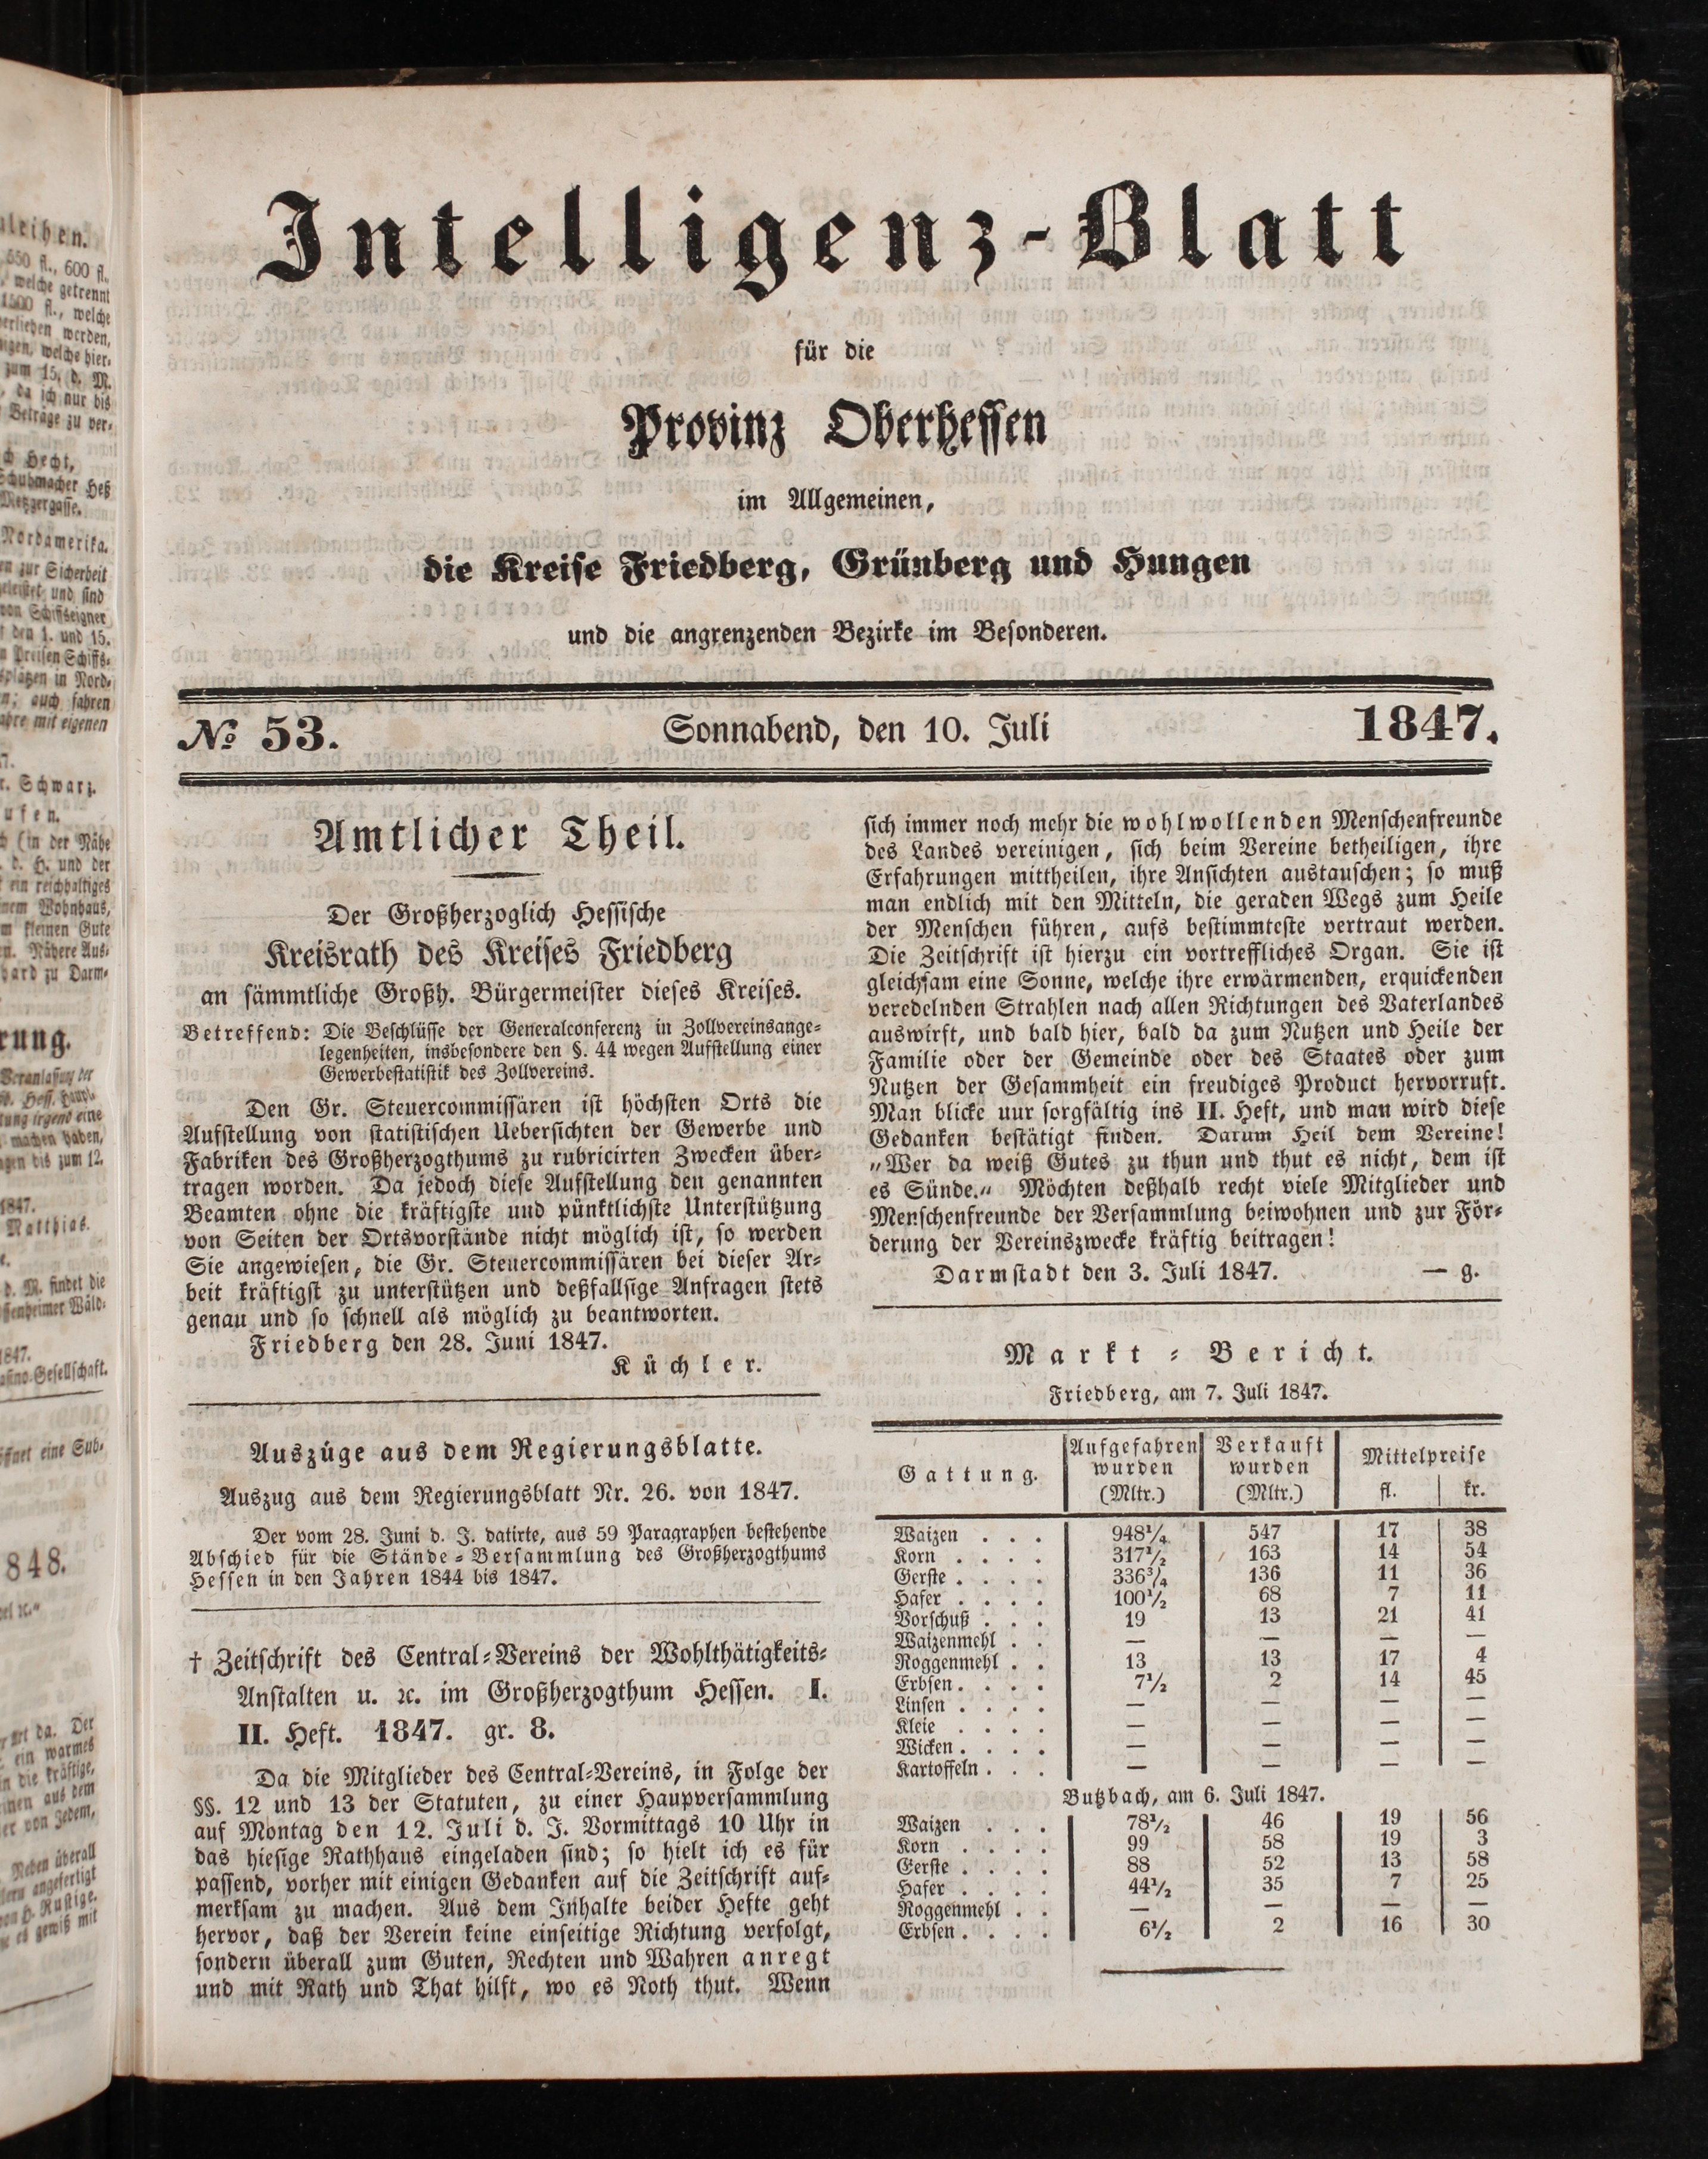 Intelligenz-Blatt
für die
Provinz Oberhessen
im Allgemeinen,
die Kreise Friedberg, Grünberg und Hungen
und die angrenzenden Bezirke im Besonderen.
№ 53. Sonnabend, den 10. Juli 1847.
Amtlicher Theil.
Der Großherzoglich Hessische
Kreisrath des Kreises Friedberg
an sämmtliche Großh. Bürgermeister dieses Kreises.
Betreffend: Die Beschlüsse der Generalconferenz in Zollvereinsange-
legenheiten, insbesondere den §. 44 wegen Aufstellung einer
Gewerbestatistik des Zollvereins.
Den Gr. Steuercommissären ist höchsten Orts die
Aufstellung von statistischen Uebersichten der Gewerbe und
Fabriken des Großherzogthums zu rubricirten Zwecken über-
tragen worden. Da jedoch diese Aufstellung den genannten
Beamten ohne die kräftigste und pünktlichste Unterstützung
von Seiten der Ortsvorstände nicht möglich ist, so werden
Sie angewiesen, die Gr. Steuercommissären bei dieser Ar-
beit kräftigst zu unterstützen und deßfallsige Anfragen stets
genau und so schnell als möglich zu beantworten.
Friedberg den 28. Juni 1847.
Küchler.
Auszüge aus dem Regierungsblatte.
Auszug aus dem Regierungsblatt Nr. 26. von 1847.
Der vom 28. Juni d. J. datirte, aus 59 Paragraphen bestehende
Abschied für die Stände-Versammlung des Großherzogthums
Hessen in den Jahren 1844 bis 1847.
† Zeitschrift des Central-Vereins der Wohlthätigkeits-
Anstalten u. ꝛc. im Großherzogthum Hessen. I.
II. Heft. 1847. gr. 8.
Da die Mitglieder des Central-Vereins, in Folge der
§§. 12 und 13 der Statuten, zu einer Haupversammlung
auf Montag den 12. Juli d. J. Vormittags 10 Uhr in
das hiesige Rathhaus eingeladen sind; so hielt ich es für
passend, vorher mit einigen Gedanken auf die Zeitschrift auf-
merksam zu machen. Aus dem Inhalte beider Hefte geht
hervor, daß der Verein keine einseitige Richtung verfolgt,
sondern überall zum Guten, Rechten und Wahren anregt
und mit Rath und That hilft, wo es Noth thut. Wenn
sich immer noch mehr die wohlwollenden Menschenfreunde
des Landes vereinigen, sich beim Vereine betheiligen, ihre
Erfahrungen mittheilen, ihre Ansichten austauschen; so muß
man endlich mit den Mitteln, die geraden Wegs zum Heile
der Menschen führen, aufs bestimmteste vertraut werden.
Die Zeitschrift ist hierzu ein vortreffliches Organ. Sie ist
gleichsam eine Sonne, welche ihre erwärmenden, erquickenden
veredelnden Strahlen nach allen Richtungen des Vaterlandes
auswirft, und bald hier, bald da zum Nutzen und Heile der
Familie oder der Gemeinde oder des Staates oder zum
Nutzen der Gesammheit ein freudiges Product hervorruft.
Man blicke uur sorgfältig ins II. Heft, und man wird diese
Gedanken bestätigt finden. Darum Heil dem Vereine!
„Wer da weiß Gutes zu thun und thut es nicht, dem ist
es Sünde.„ Möchten deßhalb recht viele Mitglieder und
Menschenfreunde der Versammlung beiwohnen und zur För-
derung der Vereinszwecke kräftig beitragen!
Darmstadt den 3. Juli 1847. — g.
Markt-Bericht.
Friedberg, am 7. Juli 1847.
Gattung. Aufgefahren wurden (Mltr.) Verkauft wurden (Mltr.) Mittelpreise fl. kr.
Waizen . . . 948¼ 547 17 38
Korn . . . . 317½ 163 14 54
Gerste . . . . 336¾ 136 11 36
Hafer . . . . 100½ 68 7 11
Vorschuß . . . 19 13 21 41
Waizenmehl . . — — — —
Roggenmehl . . 13 13 17 4
Erbsen . . . . 7½ 2 14 45
Linsen . . . . — — — —
Kleie . . . . — — — —
Wicken . . . . — — — —
Kartoffeln . . . — — — —
Butzbach, am 6. Juli 1847.
Waizen . . . 78½ 46 19 56
Korn . . . . 99 58 19 3
Gerste . . . . 88 52 13 58
Hafer . . . . 44½ 35 7 25
Roggenmehl . . — — — —
Erbsen . . . . 6½ 2 16 30